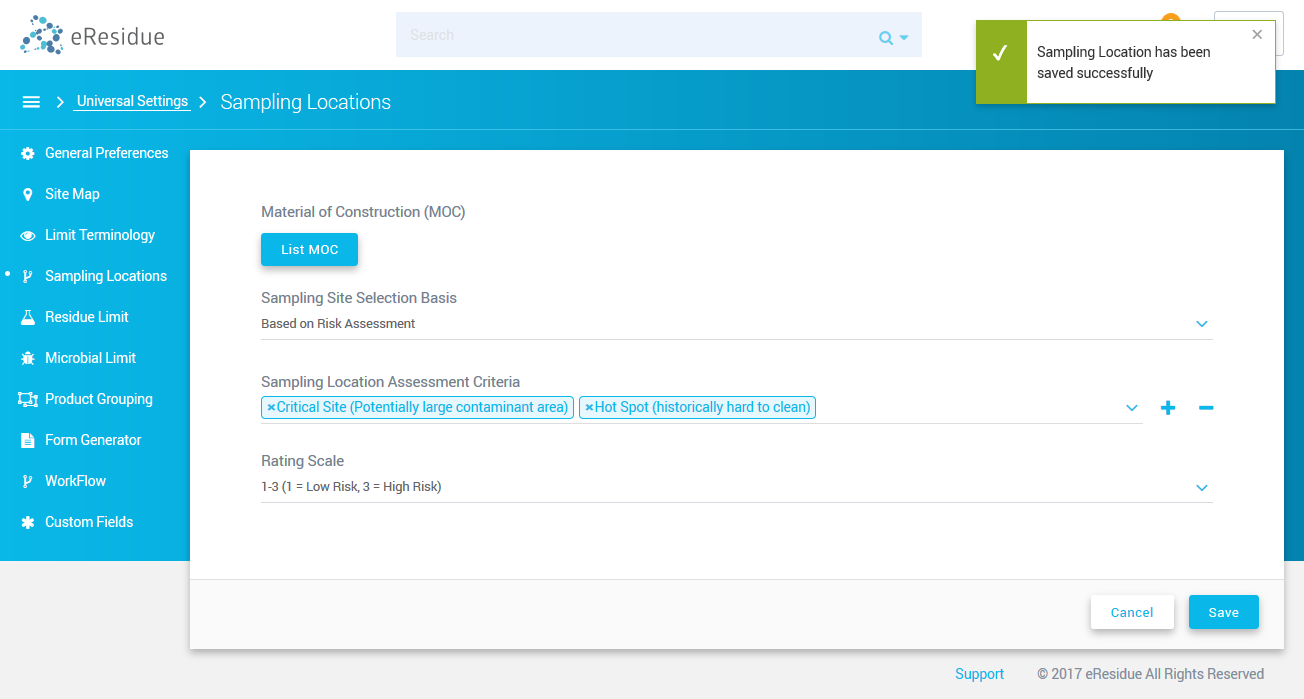 eResidue
Search
Sampling Location has been
saved successfully
Universal Settings
Sampling Locations
General Preferences
Site Map
Limit Terminology
Sampling Locations
Residue Limit
Microbial Limit
Product Grouping
Form Generator
WorkFlow
Custom Fields
Material of Construction (MOC)
List MOC
Sampling Site Selection Basis
Based on Risk Assessment
Sampling Location Assessment Criteria
×Critical Site (Potentially large contaminant area) ×Hot Spot (historically hard to clean)
Rating Scale
1-3 (1 = Low Risk, 3 = High Risk)
Cancel Save
Support © 2017 eResidue All Rights Reserved